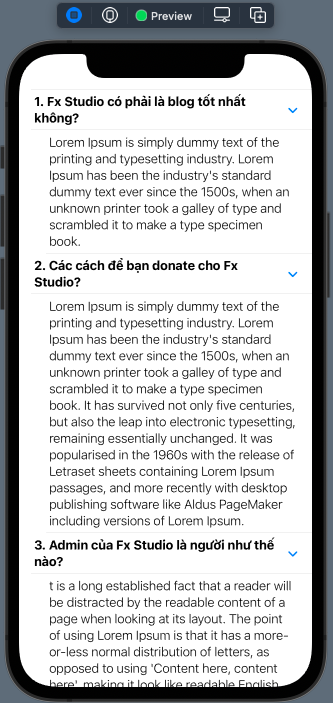 Preview
1. Fx Studio có phải là blog tốt nhất
không?
Lorem Ipsum is simply dummy text of the
printing and typesetting industry. Lorem
Ipsum has been the industry's standard
dummy text ever since the 1500s, when an
unknown printer took a galley of type and
scrambled it to make a type specimen
book.
2. Các cách để bạn donate cho Fx
Studio?
Lorem Ipsum is simply dummy text of the
printing and typesetting industry. Lorem
Ipsum has been the industry's standard
dummy text ever since the 1500s, when an
unknown printer took a galley of type and
scrambled it to make a type specimen
book. It has survived not only five centuries,
but also the leap into electronic typesetting,
remaining essentially unchanged. It was
popularised in the 1960s with the release of
Letraset sheets containing Lorem Ipsum
passages, and more recently with desktop
publishing software like Aldus PageMaker
including versions of Lorem Ipsum.
3. Admin của Fx Studio là người như thế
nào?
t is a long established fact that a reader will
be distracted by the readable content of a
page when looking at its layout. The point
of using Lorem Ipsum is that it has a more-
or-less normal distribution of letters, as
opposed to using 'Content here, content
here', making it look like readable English